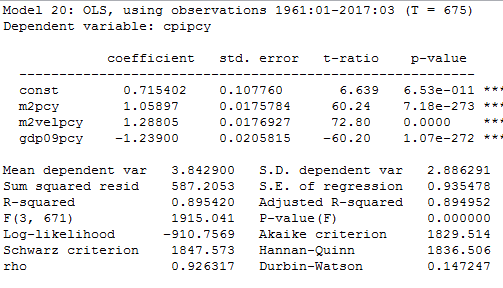 Model 20: OLS, using observations 1961:01-2017:03 (T = 675)
Dependent variable: cpipcy
coefficient std. error t-ratio p-value
---------------------------------------------------------
const 0.715402 0.107760 6.639 6.53e-011 ***
m2pcy 1.05897 0.0175784 60.24 7.18e-273 ***
m2velpcy 1.28805 0.0176927 72.80 0.0000 ***
gdp09pcy -1.23900 0.0205815 -60.20 1.07e-272 ***
Mean dependent var 3.842900 S.D. dependent var 2.886291
Sum squared resid 587.2053 S.E. of regression 0.935478
R-squared 0.895420 Adjusted R-squared 0.894952
F(3, 671) 1915.041 P-value(F) 0.000000
Log-likelihood -910.7569 Akaike criterion 1829.514
Schwarz criterion 1847.573 Hannan-Quinn 1836.506
rho 0.926317 Durbin-Watson 0.147247